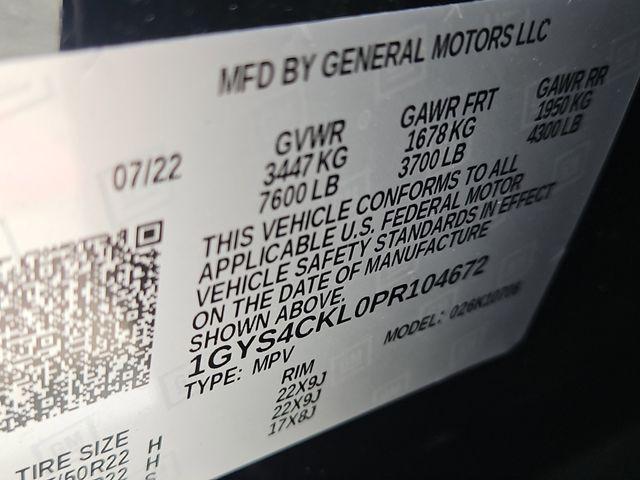 MFD BY GENERAL MOTORS LLC
07/22
GVWR
3447 KG
7600 LB
GAWR FRT
1678 KG
3700 LB
GAWR RR
1950 KG
4300 LB
THIS VEHICLE CONFORMS TO ALL
APPLICABLE U.S. FEDERAL MOTOR
VEHICLE SAFETY STANDARDS IN EFFECT
ON THE DATE OF MANUFACTURE
SHOWN ABOVE.
1GYS4CKL0PR104672
TYPE: MPV
MODEL: 026K10706
RIM
22X9J
22X9J
17X8J
TIRE SIZE
/50R22 H
H